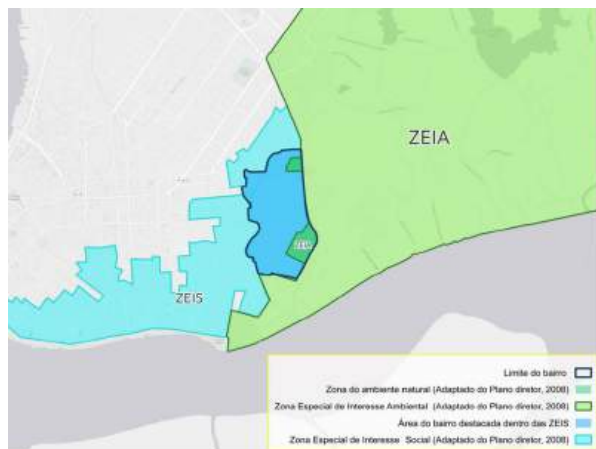 ZEIA
ZEIA
ZEIS
Limite do bairro
Zona do ambiente natural (Adaptado do Plano diretor, 2008)
Zona Especial de Interesse Ambiental (Adaptado do Plano diretor, 2008)
Área do bairro destacada dentro das ZEIS
Zona Especial de Interesse Social (Adaptado do Plano diretor, 2008)